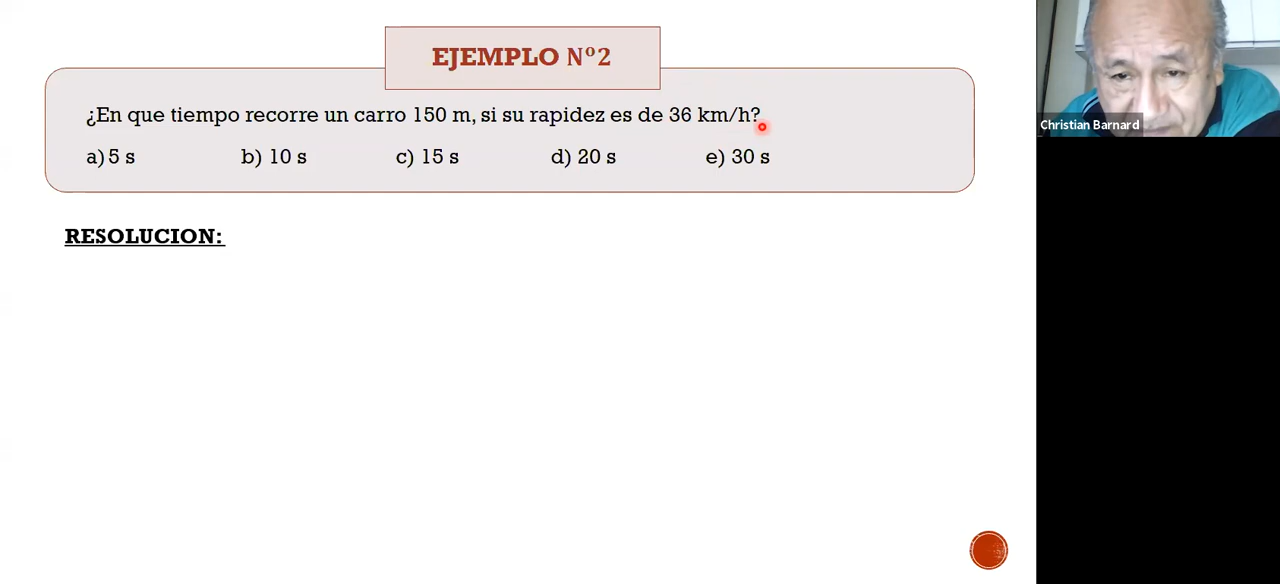 EJEMPLO Nº2
¿En que tiempo recorre un carro 150 m, si su rapidez es de 36 km/h?
a) 5 s b) 10 s c) 15 s d) 20 s e) 30 s
RESOLUCION:
Christian Barnard